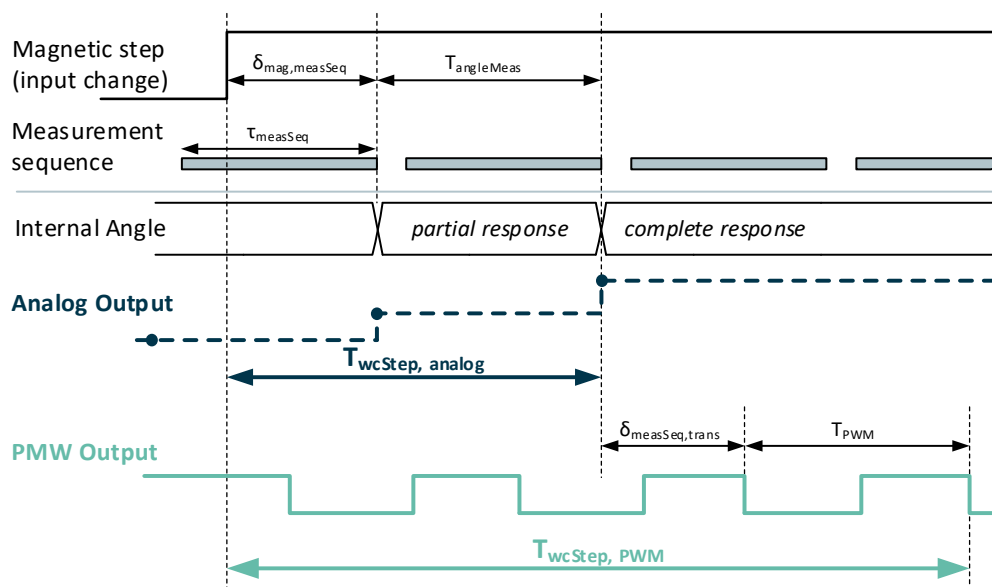 Magnetic step
(input change)
δmag,measSeq
TangleMeas
Measurement
sequence
τmeasSeq
Internal Angle
partial response
complete response
Analog Output
TwcStep, analog
δmeasSeq,trans
TPWM
PMW Output
TwcStep, PWM